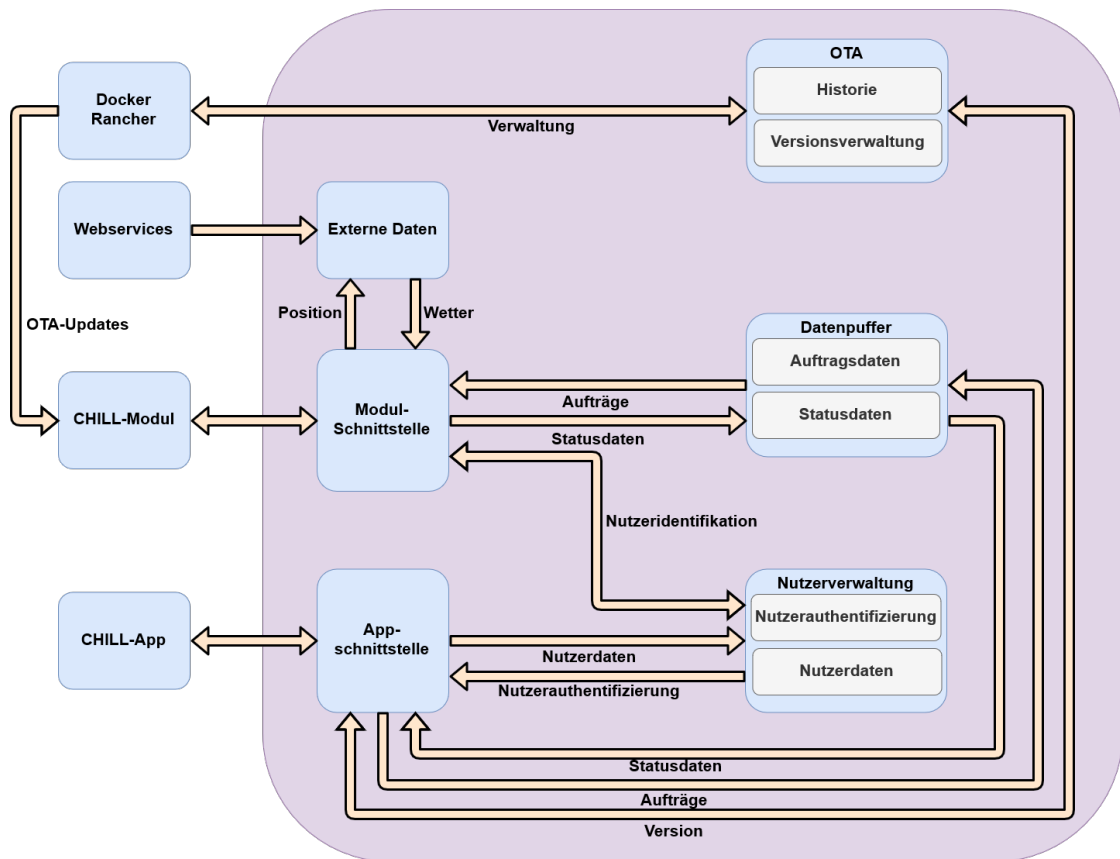 OTA
Historie
Versionsverwaltung
Docker
Rancher
Verwaltung
Webservices
Externe Daten
Position
Wetter
OTA-Updates
Datenpuffer
Auftragsdaten
Statusdaten
CHILL-Modul
Modul-
Schnittstelle
Aufträge
Statusdaten
Nutzeridentifikation
Nutzerverwaltung
Nutzerauthentifizierung
Nutzerdaten
CHILL-App
App-
schnittstelle
Nutzerdaten
Nutzerauthentifizierung
Statusdaten
Aufträge
Version